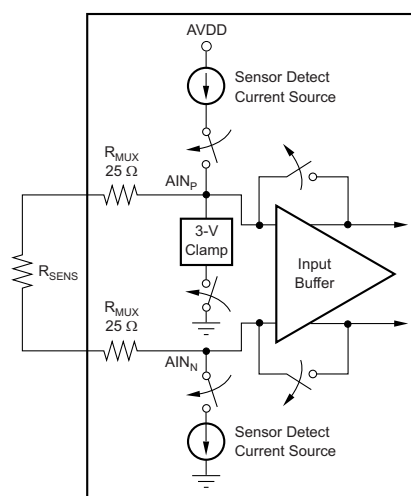 AVDD
Sensor Detect
Current Source
R_MUX
25 Ω
AIN_P
3-V
Clamp
Input
Buffer
R_SENS
R_MUX
25 Ω
AIN_N
Sensor Detect
Current Source